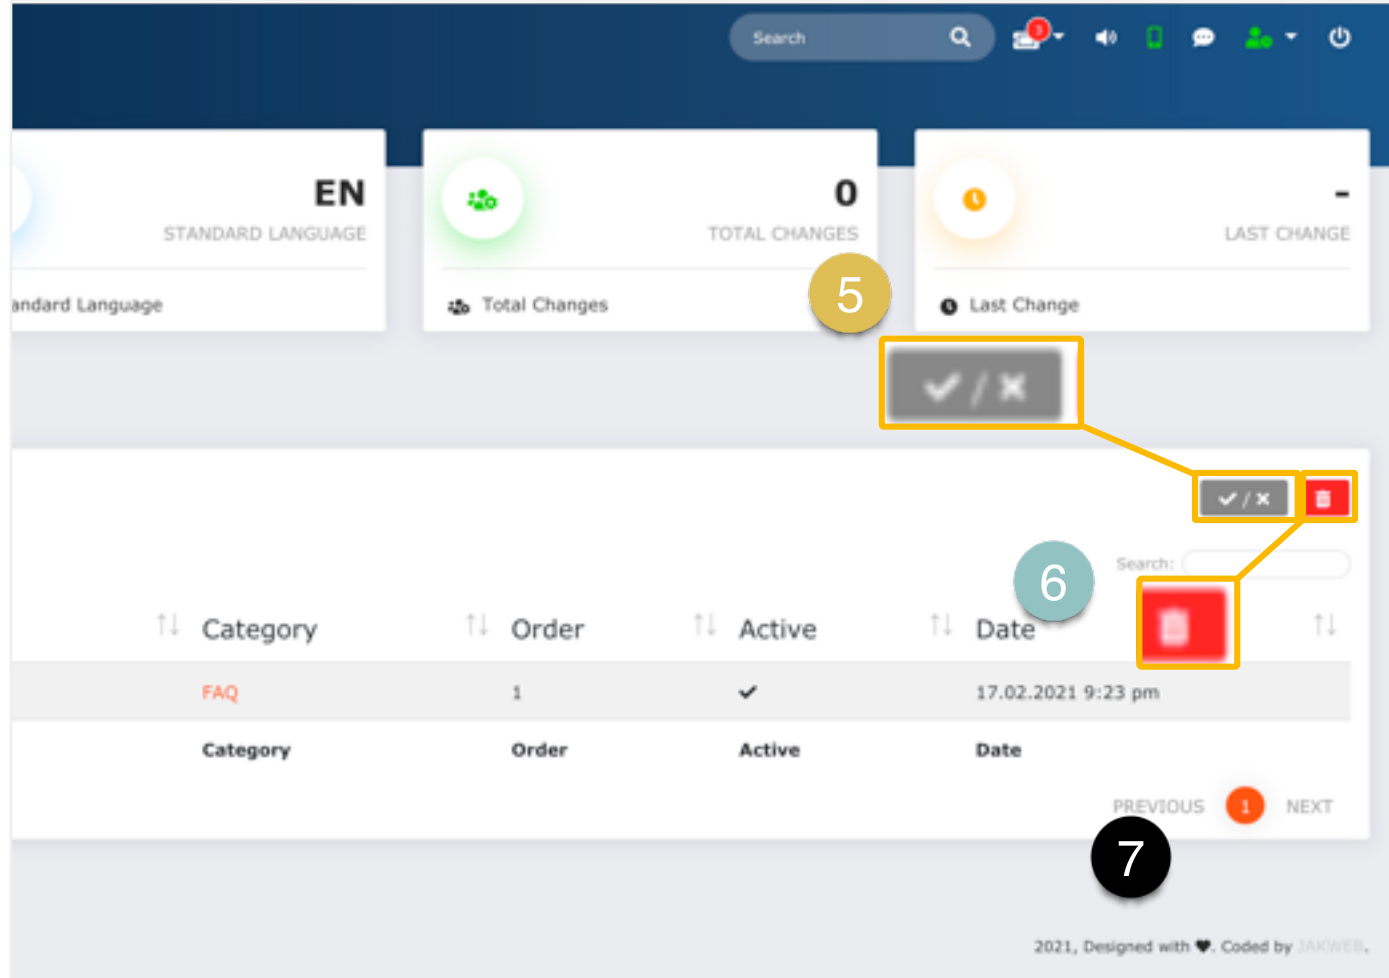 Search
3
EN
STANDARD LANGUAGE
andard Language
0
TOTAL CHANGES
Total Changes
-
LAST CHANGE
Last Change
5
✔ / ✖
✔ / ✖
Search:
6
Category Order Active Date
FAQ 1 ✔ 17.02.2021 9:23 pm
Category Order Active Date
PREVIOUS 1 NEXT
7
2021, Designed with ♥. Coded by JAKWEB.